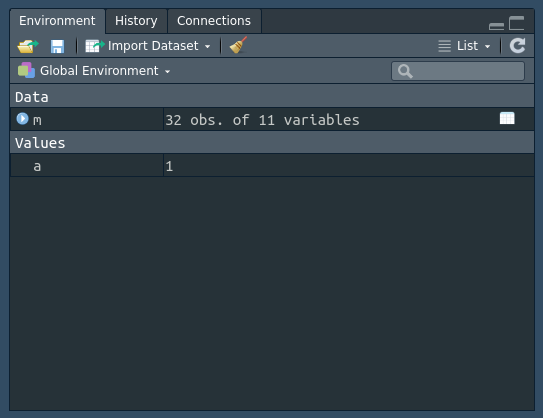 Environment History Connections
Import Dataset List
Global Environment
Data
m 32 obs. of 11 variables
Values
a 1